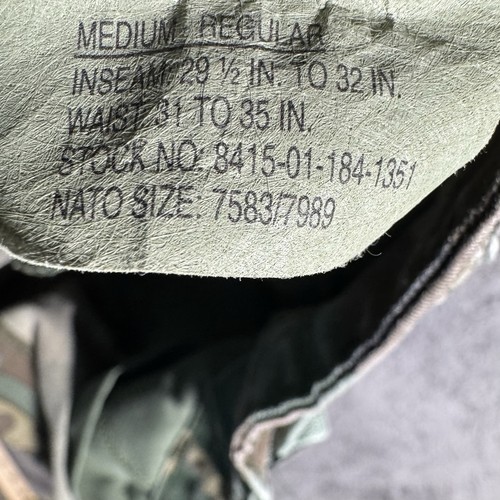 MEDIUM REGULAR
INSEAM: 29 ½ IN. TO 32 IN.
WAIST: 31 TO 35 IN.
STOCK NO: 8415-01-184-1351
NATO SIZE: 7583/7989